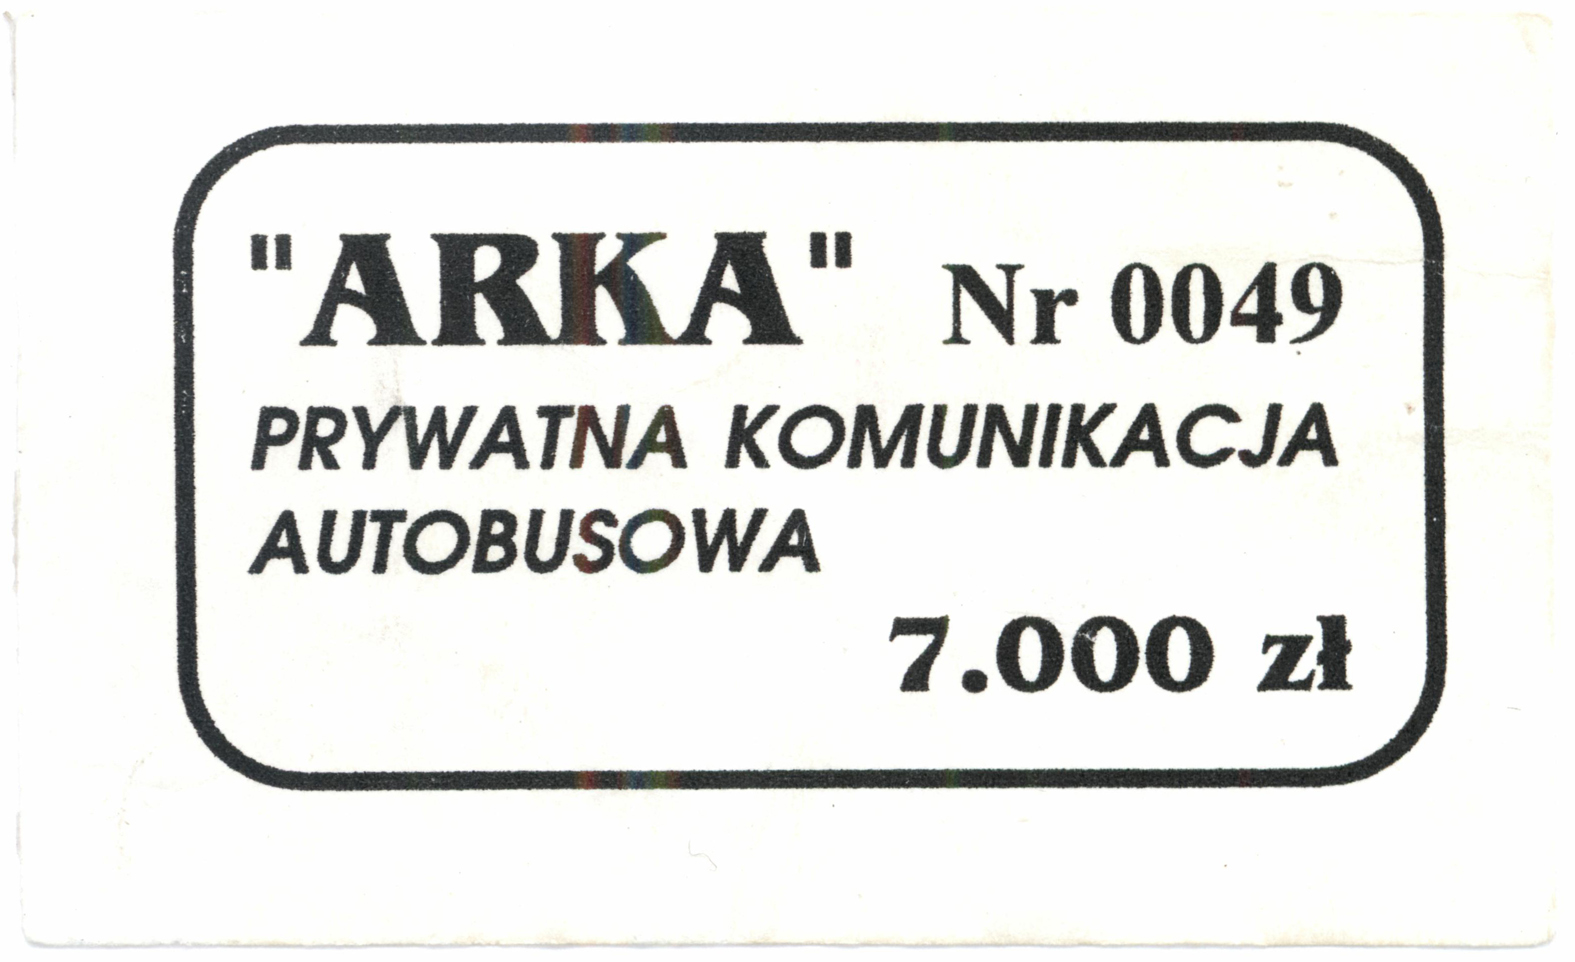 "ARKA" Nr 0049
PRYWATNA KOMUNIKACJA
AUTOBUSOWA
7.000 zł